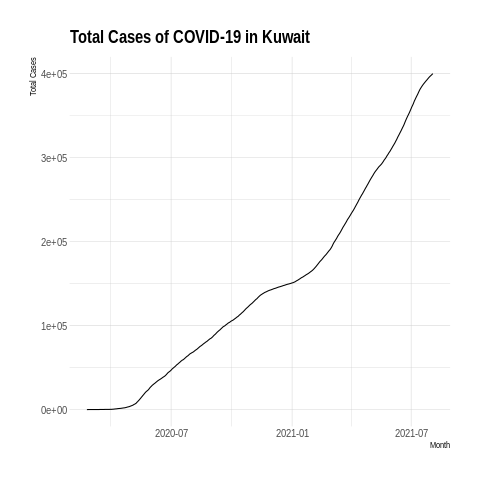 Total Cases of COVID-19 in Kuwait
Total Cases
4e+05
3e+05
2e+05
1e+05
0e+00
2020-07
2021-01
2021-07
Month